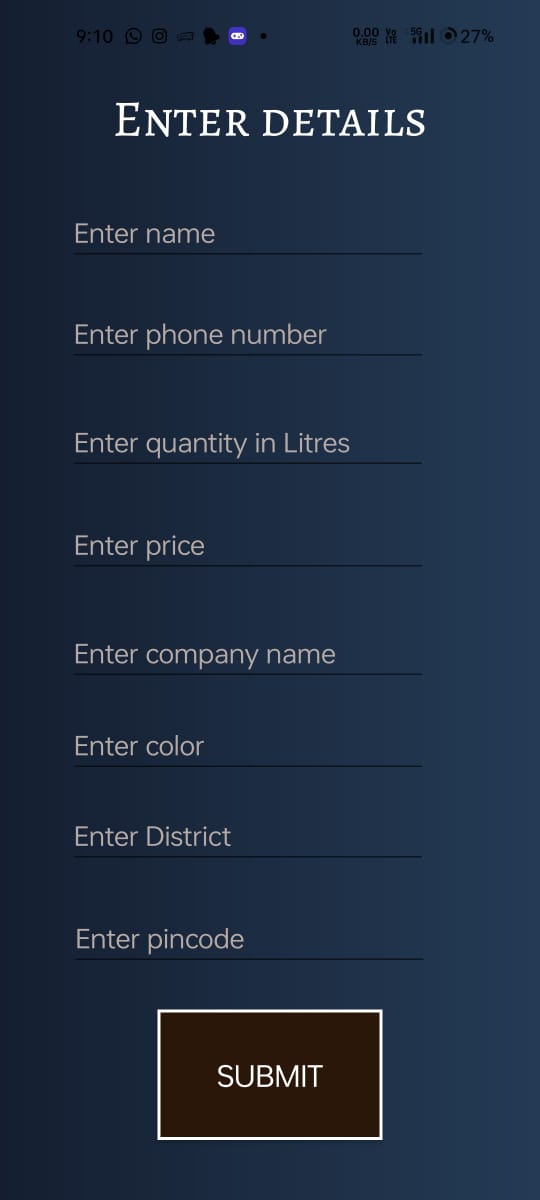 9:10 0.00 KB/S Vo LTE 5G 27%
Enter details
Enter name
Enter phone number
Enter quantity in Litres
Enter price
Enter company name
Enter color
Enter District
Enter pincode
SUBMIT